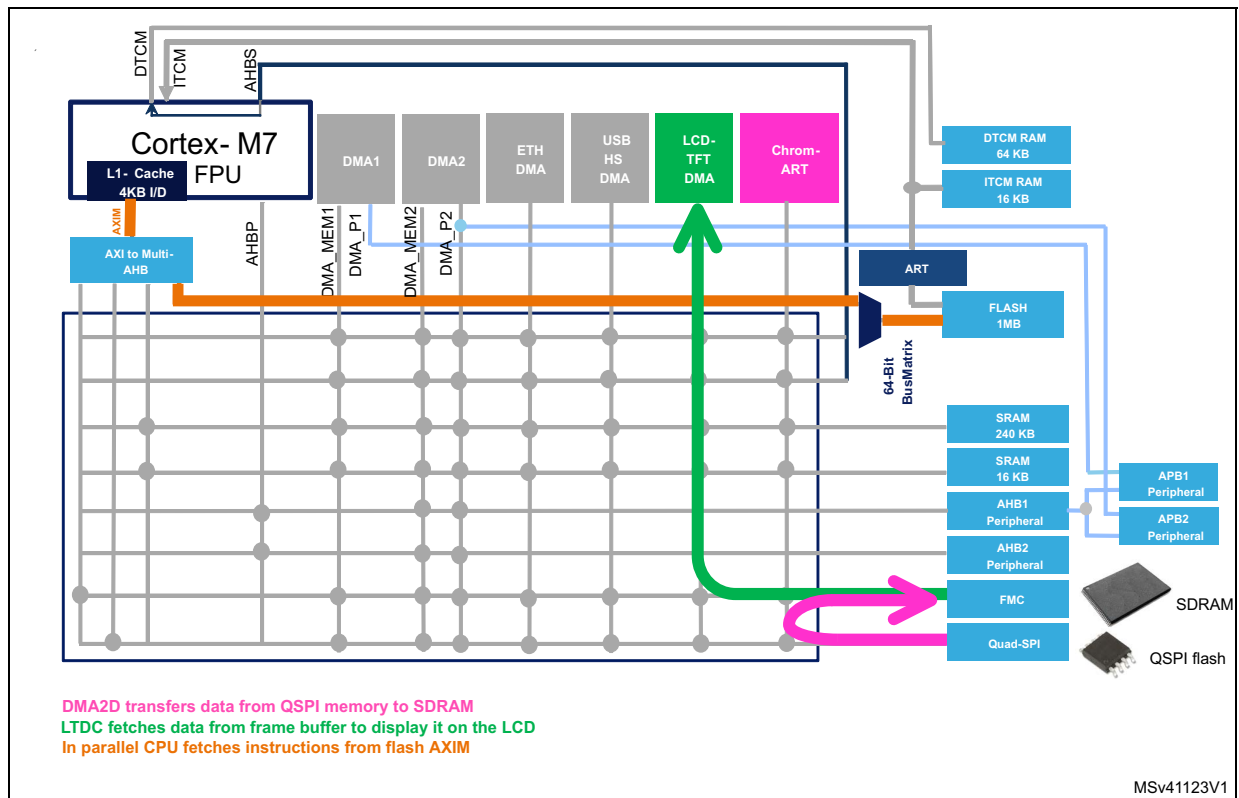 DTCM
ITCM
AHBS
Cortex- M7
FPU
L1- Cache
4KB I/D
DMA1
DMA2
ETH
DMA
USB
HS
DMA
LCD-
TFT
DMA
Chrom-
ART
DTCM RAM
64 KB
ITCM RAM
16 KB
AXIM
AXI to Multi-
AHB
AHBP
DMA_MEM1
DMA_P1
DMA_MEM2
DMA_P2
ART
FLASH
1MB
64-Bit
BusMatrix
SRAM
240 KB
SRAM
16 KB
AHB1
Peripheral
APB1
Peripheral
APB2
Peripheral
AHB2
Peripheral
FMC
SDRAM
Quad-SPI
QSPI flash
DMA2D transfers data from QSPI memory to SDRAM
LTDC fetches data from frame buffer to display it on the LCD
In parallel CPU fetches instructions from flash AXIM
MSv41123V1